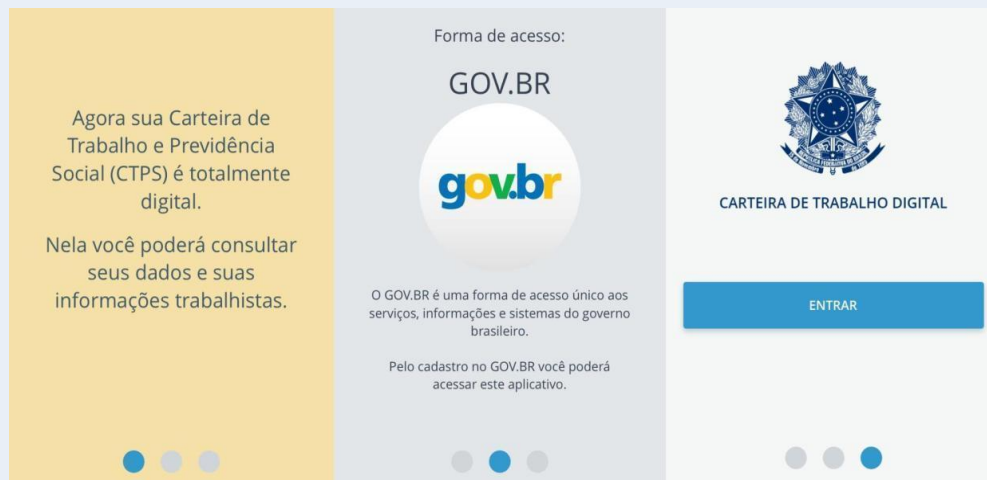 Agora sua Carteira de
Trabalho e Previdência
Social (CTPS) é totalmente
digital.
Nela você poderá consultar
seus dados e suas
informações trabalhistas.
Forma de acesso:
GOV.BR
gov.br
O GOV.BR é uma forma de acesso único aos
serviços, informações e sistemas do governo
brasileiro.
Pelo cadastro no GOV.BR você poderá
acessar este aplicativo.
CARTEIRA DE TRABALHO DIGITAL
ENTRAR